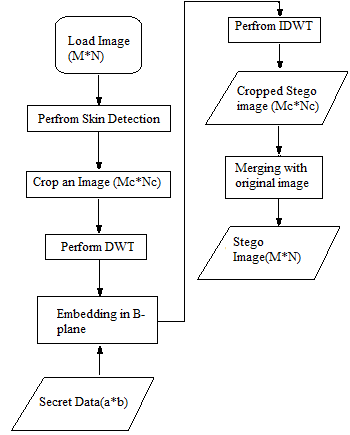 Load Image
(M*N)
Perfrom Skin Detection
Crop an Image (Mc*Nc)
Perform DWT
Embedding in B-
plane
Secret Data(a*b)
Perfrom IDWT
Cropped Stego
image (Mc*Nc)
Merging with
original image
Stego
Image(M*N)